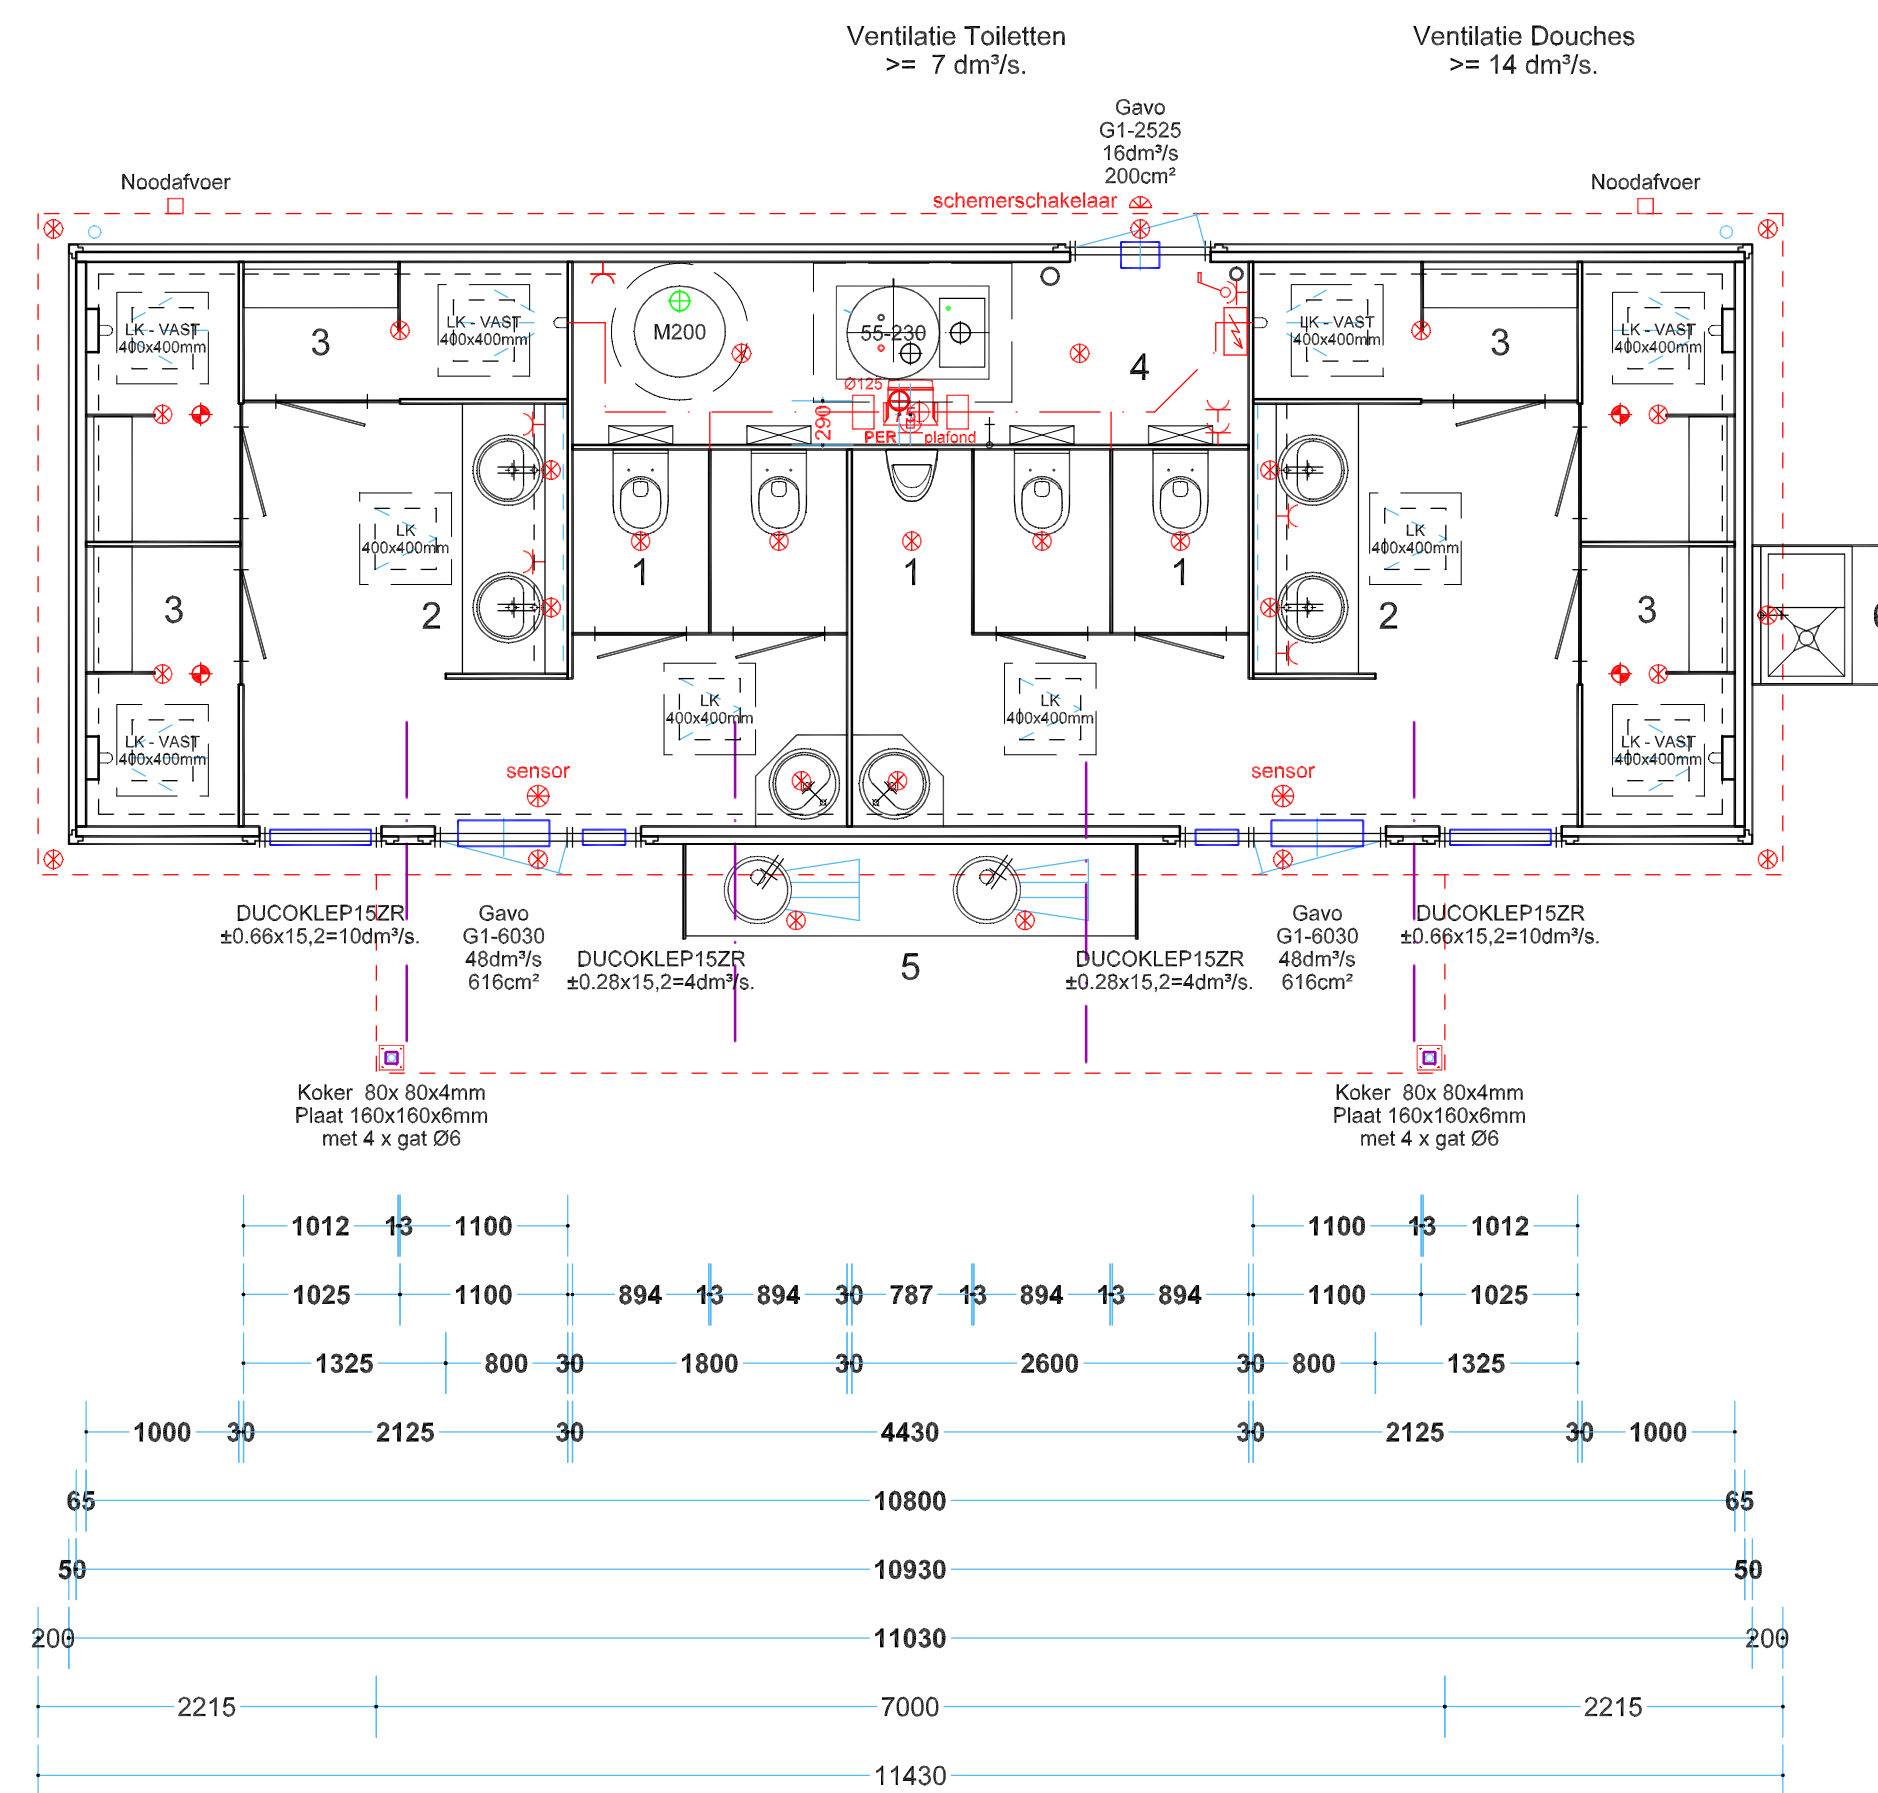 Ventilatie Toiletten
>= 7 dm³/s.
Ventilatie Douches
>= 14 dm³/s.
Gavo
G1-2525
16dm³/s
200cm²
Noodafvoer
schemerschakelaar
Noodafvoer
LK - VAST
400x400mm
3
LK - VAST
400x400mm
M200
55-230
4
LK - VAST
400x400mm
3
LK - VAST
400x400mm
Ø125
290
75
PER
plafond
LK
400x400mm
1
1
1
LK
400x400mm
3
2
2
3
6
LK
400x400mm
LK
400x400mm
LK - VAST
400x400mm
LK - VAST
400x400mm
sensor
sensor
DUCOKLEP15ZR
±0.66x15,2=10dm³/s.
Gavo
G1-6030
48dm³/s
616cm²
DUCOKLEP15ZR
±0.28x15,2=4dm³/s.
5
DUCOKLEP15ZR
±0.28x15,2=4dm³/s.
Gavo
G1-6030
48dm³/s
616cm²
DUCOKLEP15ZR
±0.66x15,2=10dm³/s.
Koker 80x 80x4mm
Plaat 160x160x6mm
met 4 x gat Ø6
Koker 80x 80x4mm
Plaat 160x160x6mm
met 4 x gat Ø6
1012 13 1100 1100 13 1012
1025 1100 894 13 894 30 787 13 894 13 894 1100 1025
1325 800 30 1800 30 2600 30 800 1325
1000 30 2125 30 4430 30 2125 30 1000
65 10800 65
50 10930 50
200 11030 200
2215 7000 2215
11430